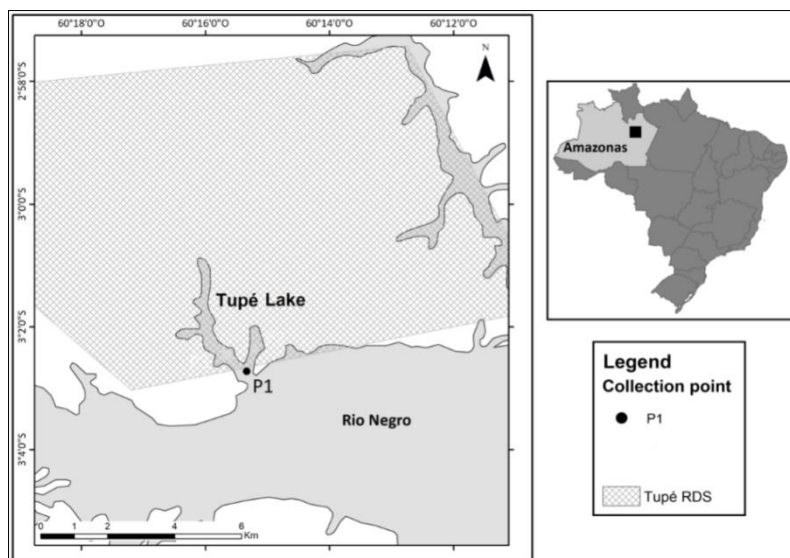 60°18'0"O 60°16'0"O 60°14'0"O 60°12'0"O
N
2°58'0"S
3°0'0"S
3°2'0"S
3°4'0"S
Tupé Lake
P1
Rio Negro
0 1 2 4 6
Km
Amazonas
Legend
Collection point
P1
Tupé RDS